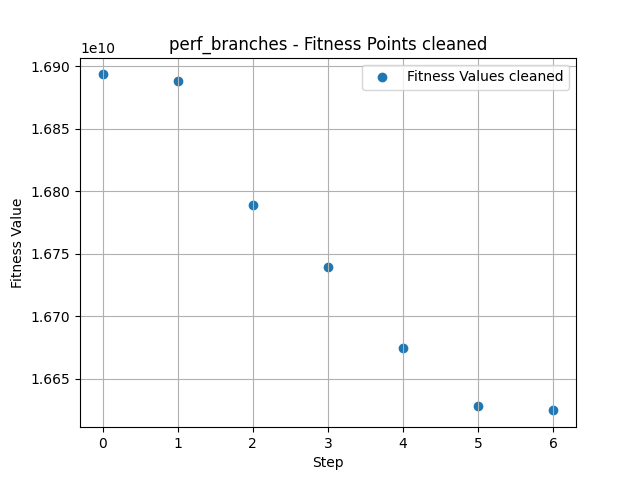 perf_branches - Fitness Points cleaned
1e10
Fitness Values cleaned
1.690
1.685
1.680
1.675
1.670
1.665
Fitness Value
0 1 2 3 4 5 6
Step